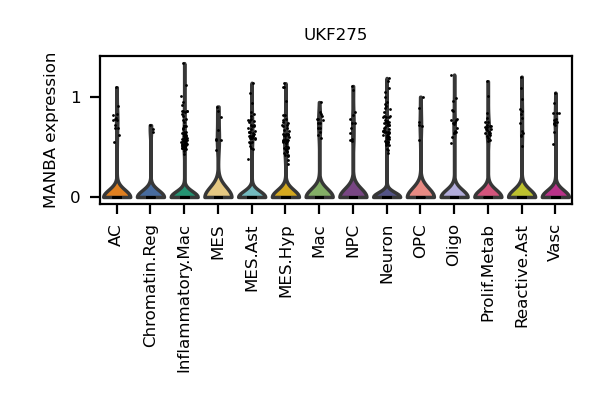 UKF275
MANBA expression
1
0
AC
Chromatin.Reg
Inflammatory.Mac
MES
MES.Ast
MES.Hyp
Mac
NPC
Neuron
OPC
Oligo
Prolif.Metab
Reactive.Ast
Vasc